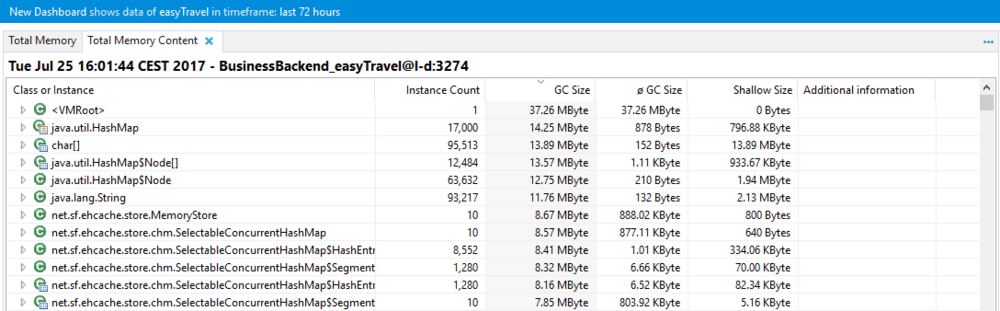 New Dashboard shows data of easyTravel in timeframe: last 72 hours
Total Memory Total Memory Content ×
Tue Jul 25 16:01:44 CEST 2017 - BusinessBackend_easyTravel@l-d:3274
Class or Instance Instance Count GC Size ø GC Size Shallow Size Additional information
<VMRoot> 1 37.26 MByte 37.26 MByte 0 Bytes
java.util.HashMap 17,000 14.25 MByte 878 Bytes 796.88 KByte
char[] 95,513 13.89 MByte 152 Bytes 13.89 MByte
java.util.HashMap$Node[] 12,484 13.57 MByte 1.11 KByte 933.67 KByte
java.util.HashMap$Node 63,632 12.75 MByte 210 Bytes 1.94 MByte
java.lang.String 93,217 11.76 MByte 132 Bytes 2.13 MByte
net.sf.ehcache.store.MemoryStore 10 8.67 MByte 888.02 KByte 800 Bytes
net.sf.ehcache.store.chm.SelectableConcurrentHashMap 10 8.57 MByte 877.11 KByte 640 Bytes
net.sf.ehcache.store.chm.SelectableConcurrentHashMap$HashEntr 8,552 8.41 MByte 1.01 KByte 334.06 KByte
net.sf.ehcache.store.chm.SelectableConcurrentHashMap$Segment 1,280 8.32 MByte 6.66 KByte 70.00 KByte
net.sf.ehcache.store.chm.SelectableConcurrentHashMap$HashEntr 1,280 8.16 MByte 6.52 KByte 82.34 KByte
net.sf.ehcache.store.chm.SelectableConcurrentHashMap$Segment 10 7.85 MByte 803.92 KByte 5.16 KByte